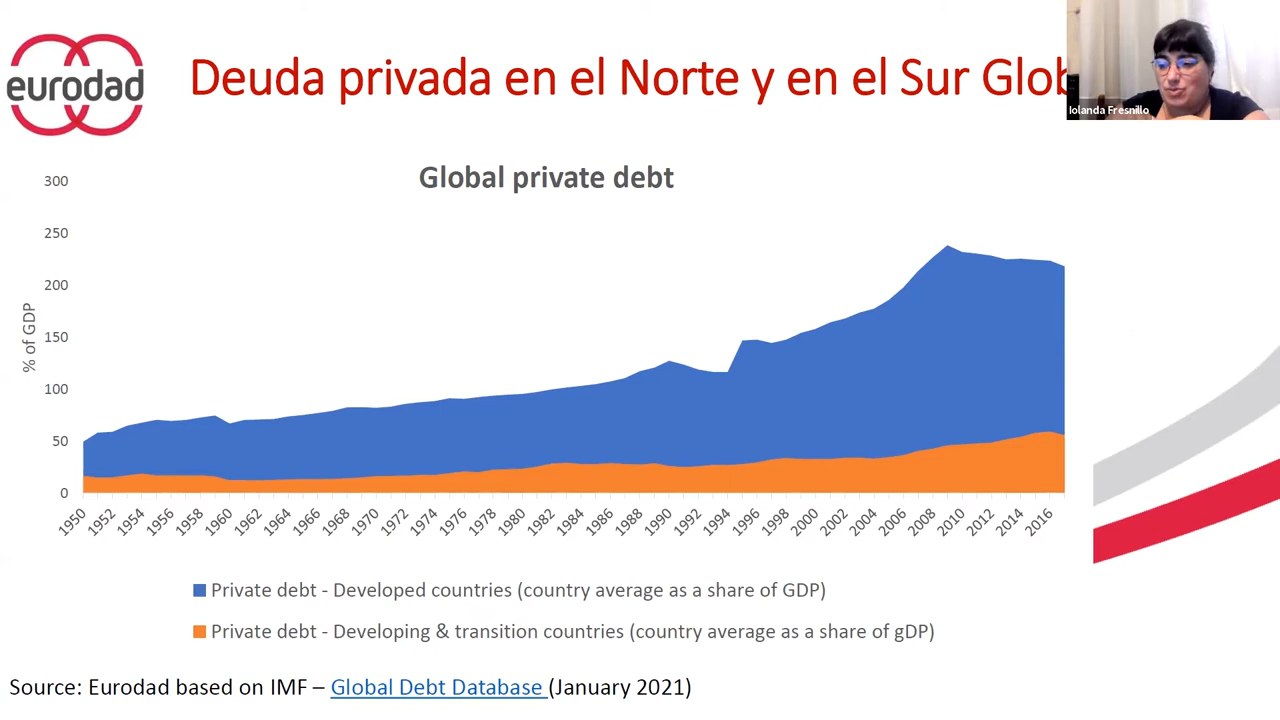 eurodad
Deuda privada en el Norte y en el Sur Glob
Iolanda Fresnillo
Global private debt
300
250
200
150
100
50
0
% of GDP
1950 1952 1954 1956 1958 1960 1962 1964 1966 1968 1970 1972 1974 1976 1978 1980 1982 1984 1986 1988 1990 1992 1994 1996 1998 2000 2002 2004 2006 2008 2010 2012 2014 2016
Private debt - Developed countries (country average as a share of GDP)
Private debt - Developing & transition countries (country average as a share of gDP)
Source: Eurodad based on IMF – Global Debt Database (January 2021)